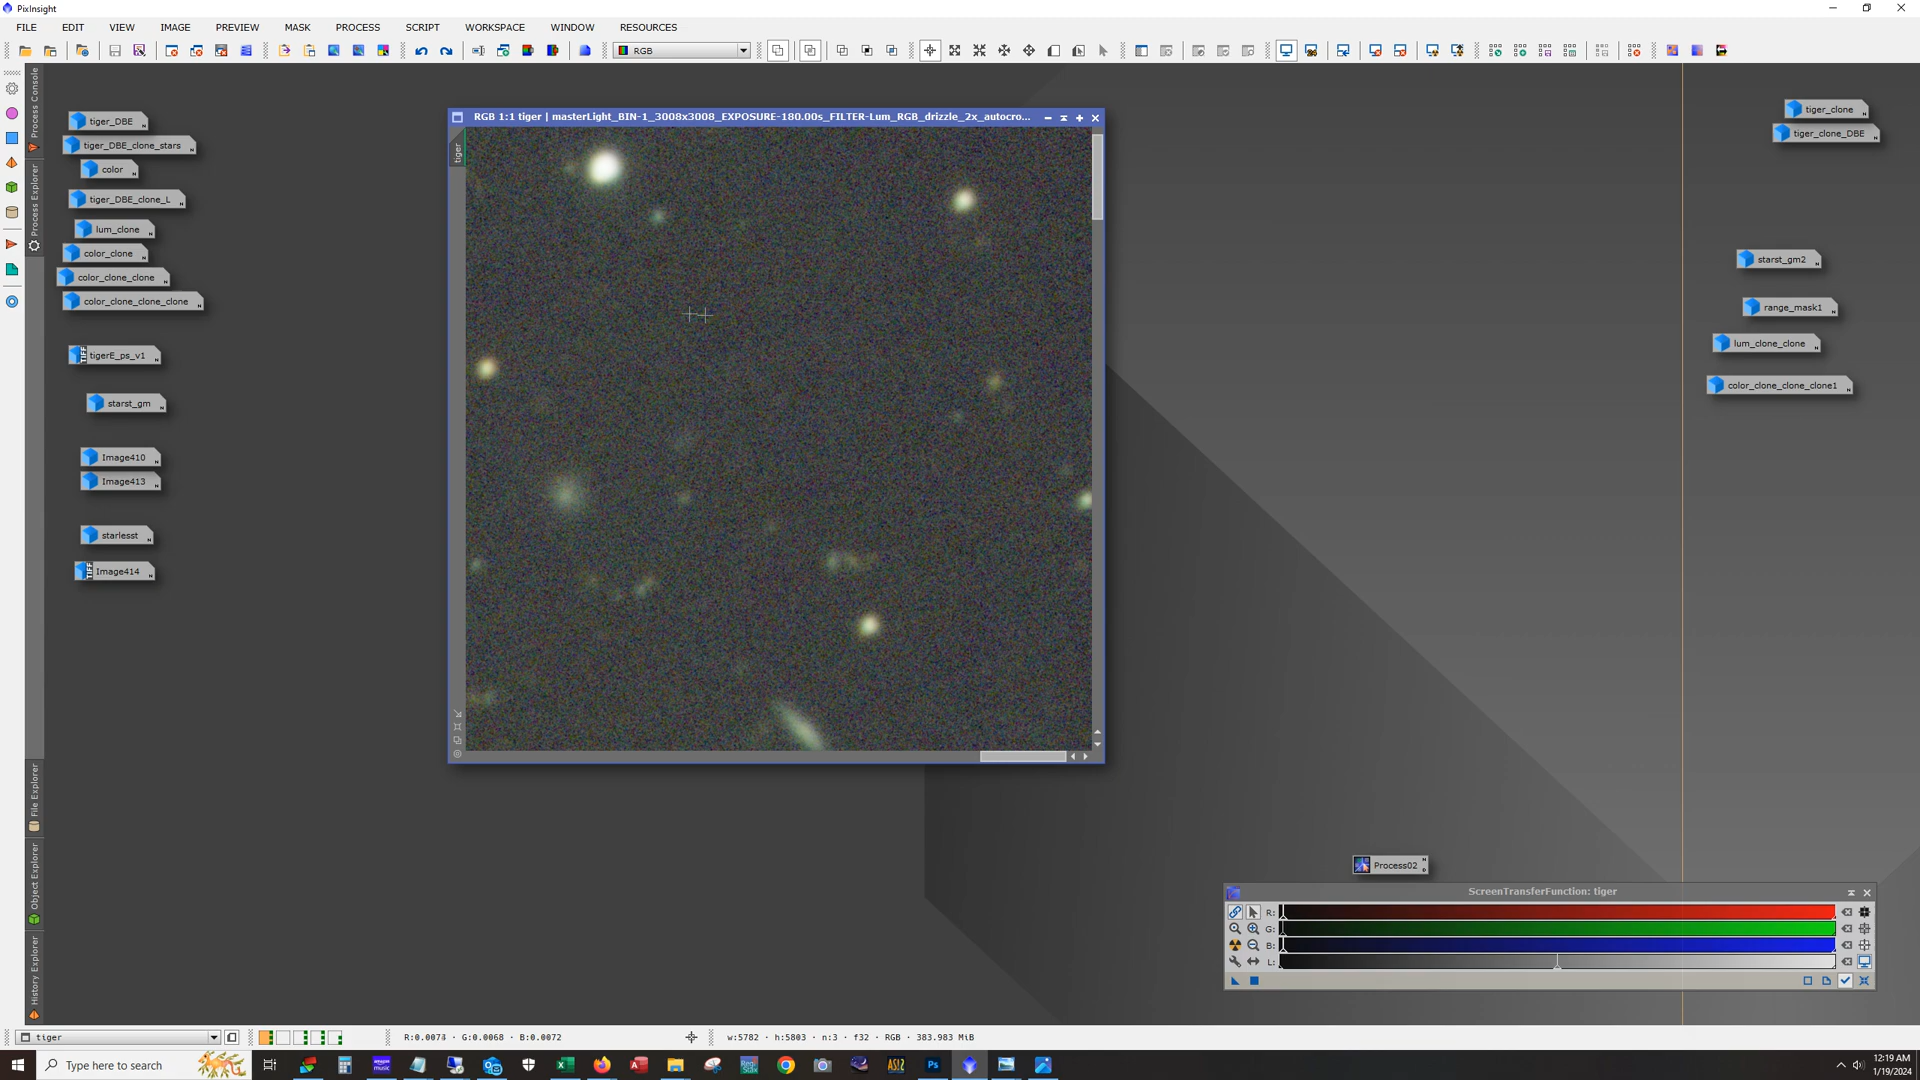 PixInsight
FILE EDIT VIEW IMAGE PREVIEW MASK PROCESS SCRIPT WORKSPACE WINDOW RESOURCES
RGB
Process Console
Process Explorer
File Explorer
Object Explorer
History Explorer
tiger_DBE
tiger_DBE_clone_stars
color
tiger_DBE_clone_L
lum_clone
color_clone
color_clone_clone
color_clone_clone_clone
tigerE_ps_v1
starst_gm
Image410
Image413
starlesst
Image414
RGB 1:1 tiger | masterLight_BIN-1_3008x3008_EXPOSURE-180.00s_FILTER-Lum_RGB_drizzle_2x_autocro...
tiger
tiger_clone
tiger_clone_DBE
starst_gm2
range_mask1
lum_clone_clone
color_clone_clone_clone1
Process02
ScreenTransferFunction: tiger
R:
G:
B:
L:
tiger
R:0.0074 · G:0.0068 · B:0.0072
w:5782 · h:5803 · n:3 · f32 · RGB · 383.983 MiB
Type here to search
12:19 AM
1/19/2024